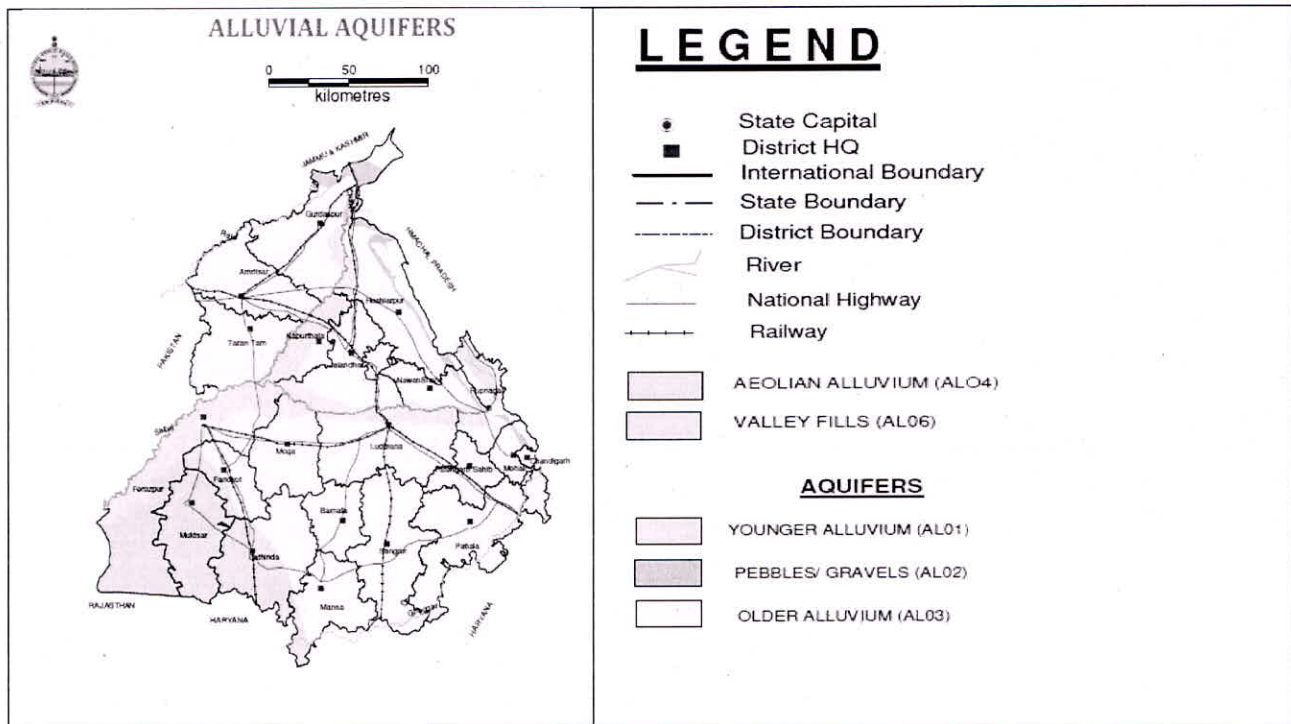 ALLUVIAL AQUIFERS
0 50 100
kilometres
JAMMU & KASHMIR
Gurdaspur
Ravi
HIMACHAL PRADESH
Amritsar
Hoshiarpur
PAKISTAN
Taran Tarn
Kapurthala
Jalandhar
Rupnagar
Moga
Ludhiana
Mohali
Chandigarh
Faridkot
Ferozpur
Muktsar
Barnala
Sangrur
Patiala
Bathinda
Mansa
RAJASTHAN
HARYANA
HARYANA
LEGEND
State Capital
District HQ
International Boundary
State Boundary
District Boundary
River
National Highway
Railway
AEOLIAN ALLUVIUM (ALO4)
VALLEY FILLS (AL06)
AQUIFERS
YOUNGER ALLUVIUM (AL01)
PEBBLES/ GRAVELS (AL02)
OLDER ALLUVIUM (AL03)